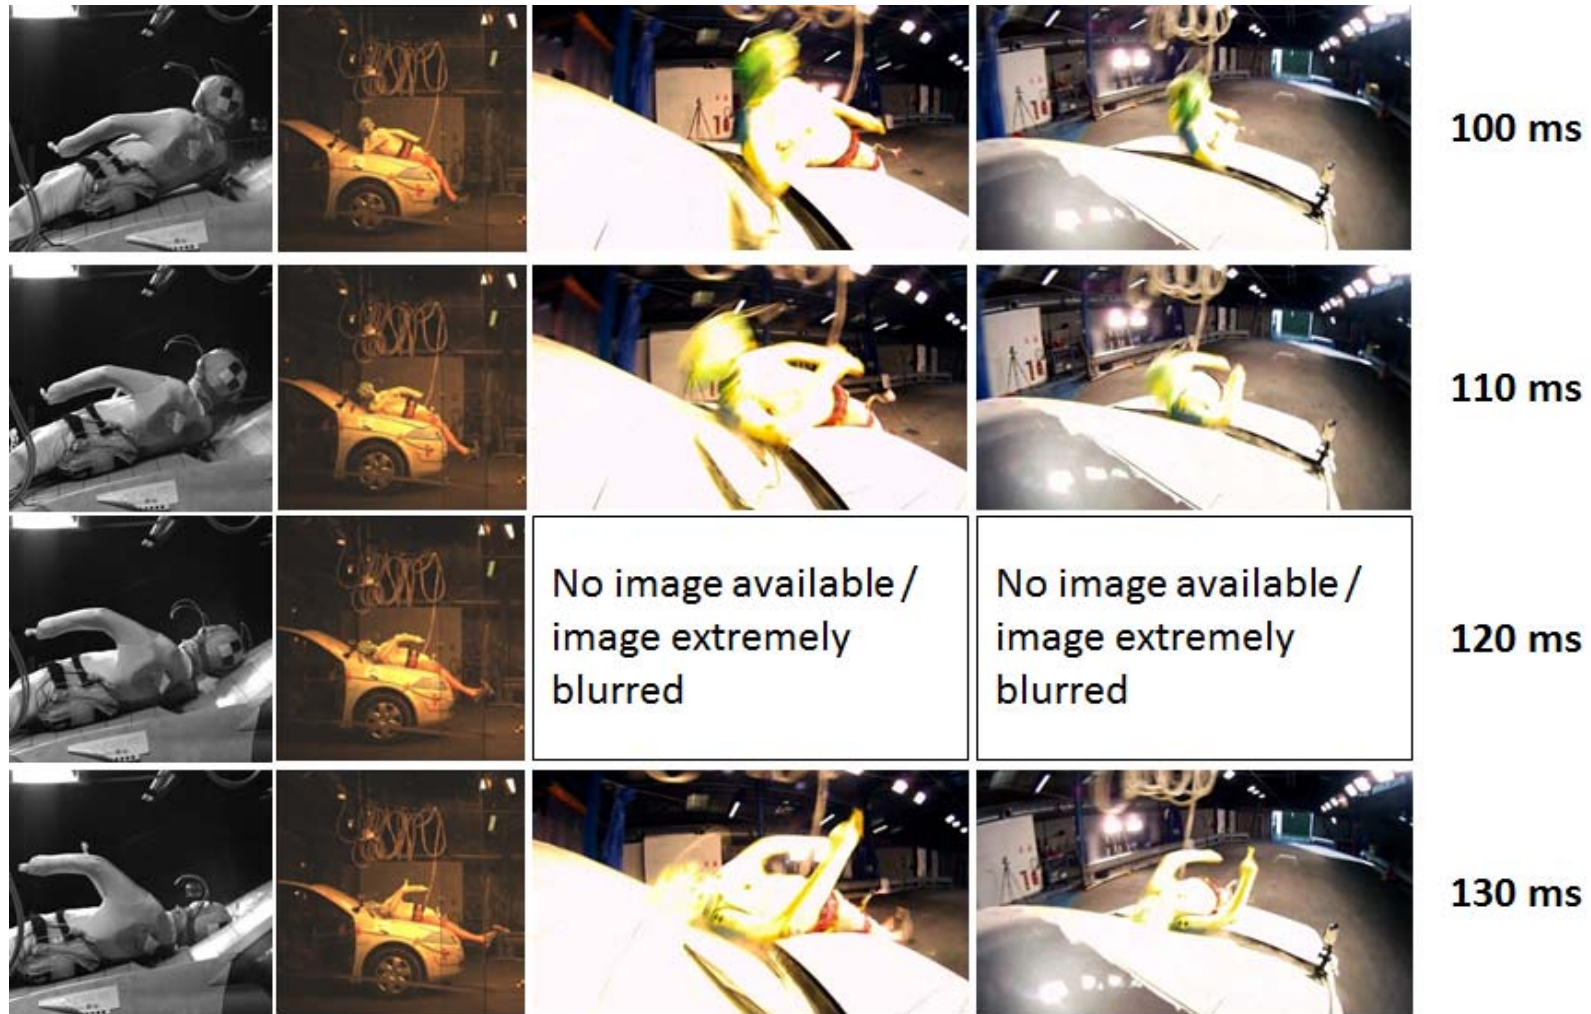 100 ms
110 ms
No image available /
image extremely
blurred
No image available /
image extremely
blurred
120 ms
130 ms